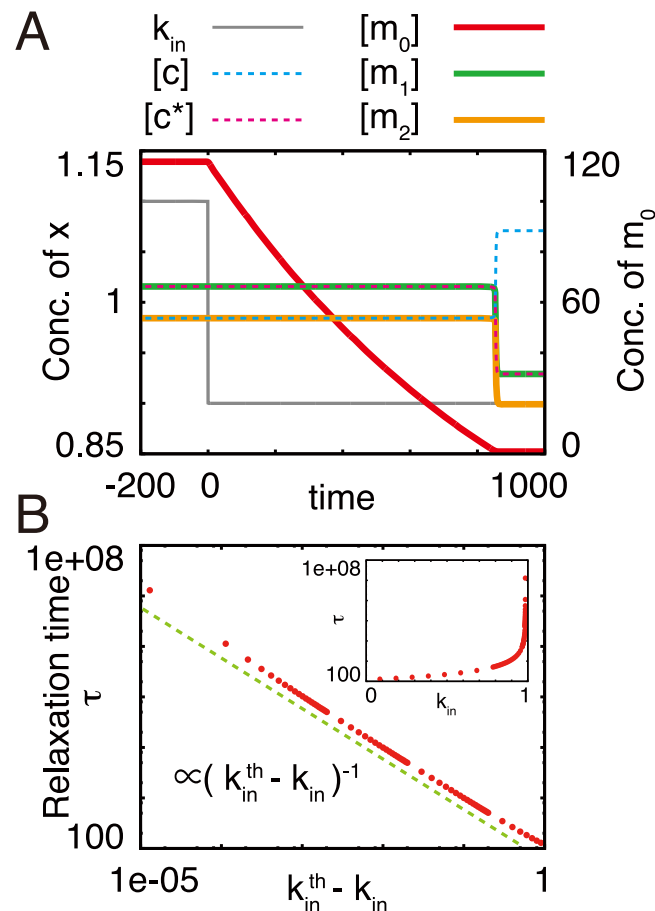 A
k_in [m_0]
[c] [m_1]
[c*] [m_2]
1.15 120
Conc. of x 1 60 Conc. of m_0
0.85 0
-200 0 time 1000
B
1e+08
Relaxation time τ
100
1e+08
τ
100
0 k_in 1
∝(k_in^th - k_in)^-1
1e-05 k_in^th - k_in 1